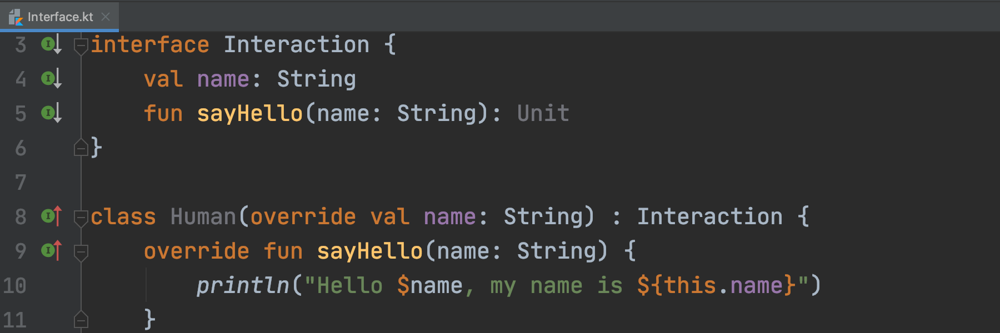 Interface.kt
3 interface Interaction {
4 val name: String
5 fun sayHello(name: String): Unit
6 }
7
8 class Human(override val name: String) : Interaction {
9 override fun sayHello(name: String) {
10 println("Hello $name, my name is ${this.name}")
11 }